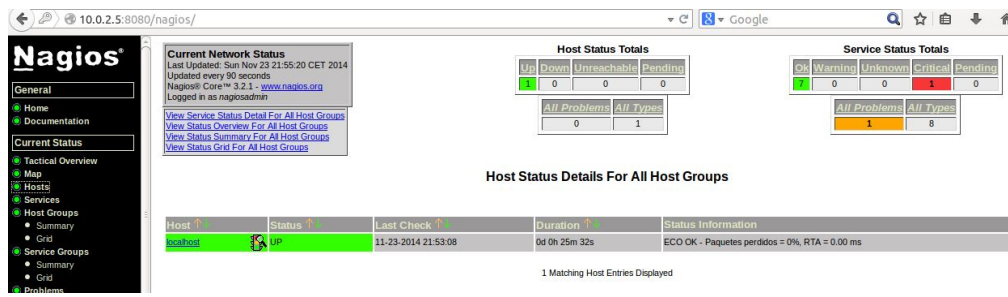 10.0.2.5:8080/nagios/
Google
Nagios®
General
Home
Documentation
Current Status
Tactical Overview
Map
Hosts
Services
Host Groups
Summary
Grid
Service Groups
Summary
Grid
Problems
Current Network Status
Last Updated: Sun Nov 23 21:55:20 CET 2014
Updated every 90 seconds
Nagios® Core™ 3.2.1 - www.nagios.org
Logged in as nagiosadmin
View Service Status Detail For All Host Groups
View Status Overview For All Host Groups
View Status Summary For All Host Groups
View Status Grid For All Host Groups
Host Status Totals
Up Down Unreachable Pending
1 0 0 0
All Problems All Types
0 1
Service Status Totals
Ok Warning Unknown Critical Pending
7 0 0 1 0
All Problems All Types
1 8
Host Status Details For All Host Groups
Host Status Last Check Duration Status Information
localhost UP 11-23-2014 21:53:08 0d 0h 25m 32s ECO OK - Paquetes perdidos = 0%, RTA = 0.00 ms
1 Matching Host Entries Displayed